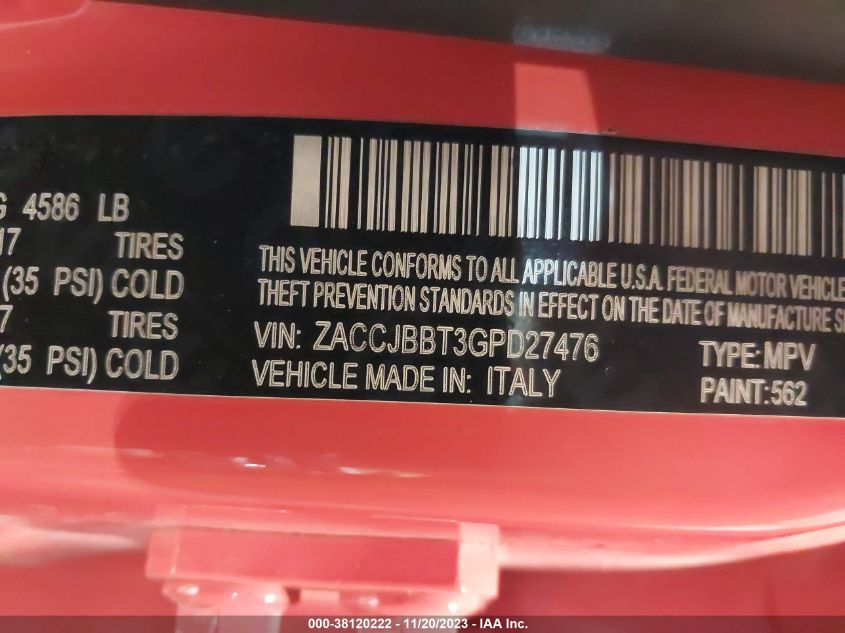 G 4586 LB
17 TIRES
(35 PSI) COLD
7 TIRES
(35 PSI) COLD
THIS VEHICLE CONFORMS TO ALL APPLICABLE U.S.A. FEDERAL MOTOR VEHICLE
THEFT PREVENTION STANDARDS IN EFFECT ON THE DATE OF MANUFACTURE
VIN: ZACCJBBT3GPD27476
VEHICLE MADE IN: ITALY
TYPE: MPV
PAINT:562
000-38120222 - 11/20/2023 - IAA Inc.